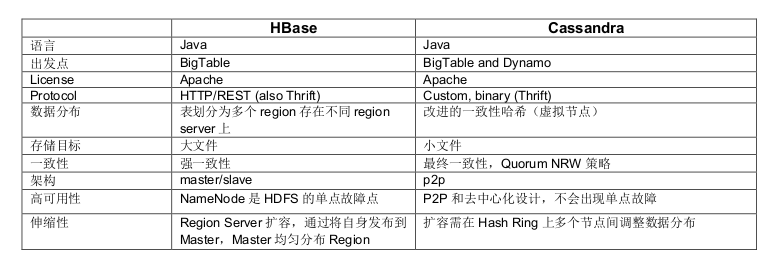 HBase Cassandra
语言 Java Java
出发点 BigTable BigTable and Dynamo
License Apache Apache
Protocol HTTP/REST (also Thrift) Custom, binary (Thrift)
数据分布 表划分为多个 region 存在不同 region 改进的一致性哈希（虚拟节点）
server 上
存储目标 大文件 小文件
一致性 强一致性 最终一致性，Quorum NRW 策略
架构 master/slave p2p
高可用性 NameNode 是 HDFS 的单点故障点 P2P 和去中心化设计，不会出现单点故障
伸缩性 Region Server 扩容，通过将自身发布到 扩容需在 Hash Ring 上多个节点间调整数据分布
Master，Master 均匀分布 Region